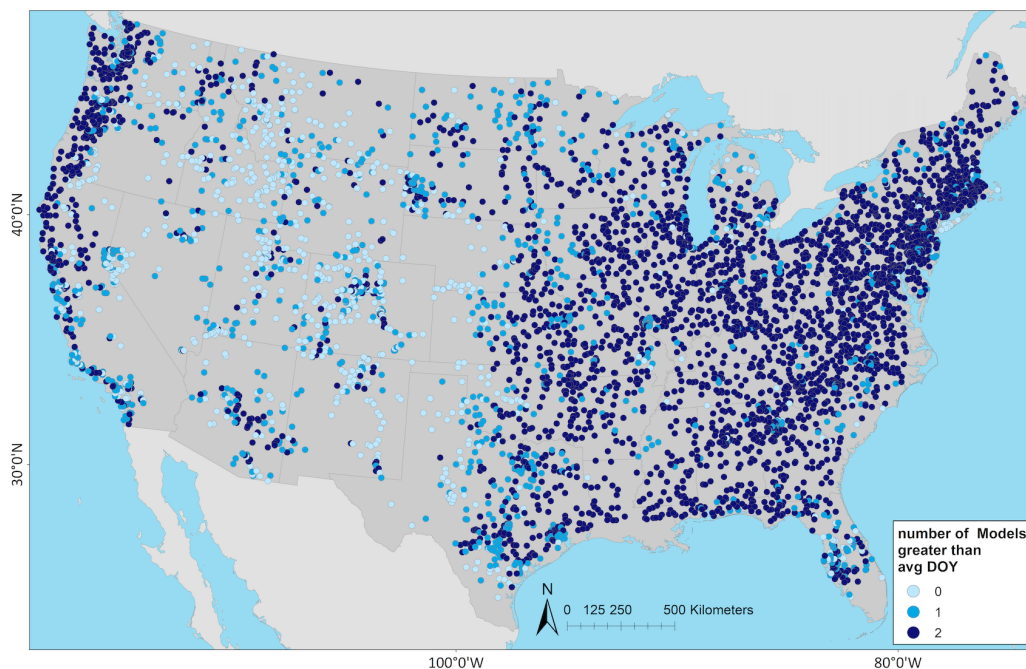 40°0'N
30°0'N
number of Models
greater than
avg DOY
0
1
2
N
0 125 250 500 Kilometers
100°0'W
80°0'W